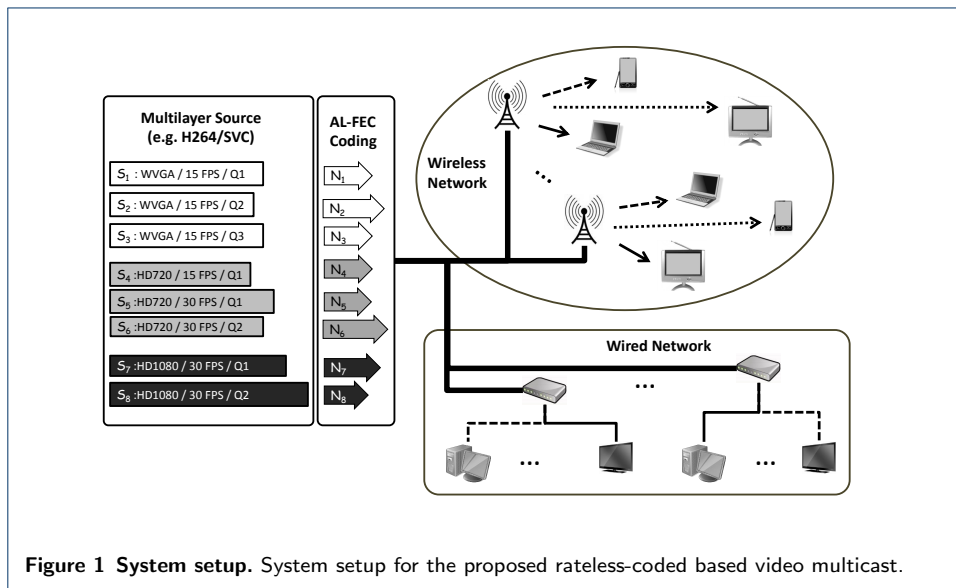 Multilayer Source
(e.g. H264/SVC)
S1 : WVGA / 15 FPS / Q1
S2 : WVGA / 15 FPS / Q2
S3 : WVGA / 15 FPS / Q3
S4 :HD720 / 15 FPS / Q1
S5 :HD720 / 30 FPS / Q1
S6 :HD720 / 30 FPS / Q2
S7 :HD1080 / 30 FPS / Q1
S8 :HD1080 / 30 FPS / Q2
AL-FEC
Coding
N1
N2
N3
N4
N5
N6
N7
N8
Wireless
Network
...
Wired Network
...
...
...
Figure 1 System setup. System setup for the proposed rateless-coded based video multicast.